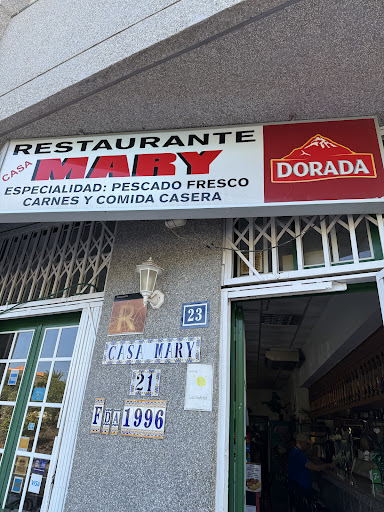 RESTAURANTE
CASA MARY
ESPECIALIDAD: PESCADO FRESCO
CARNES Y COMIDA CASERA
DORADA
R
23
CASA MARY
21
FDA 1996